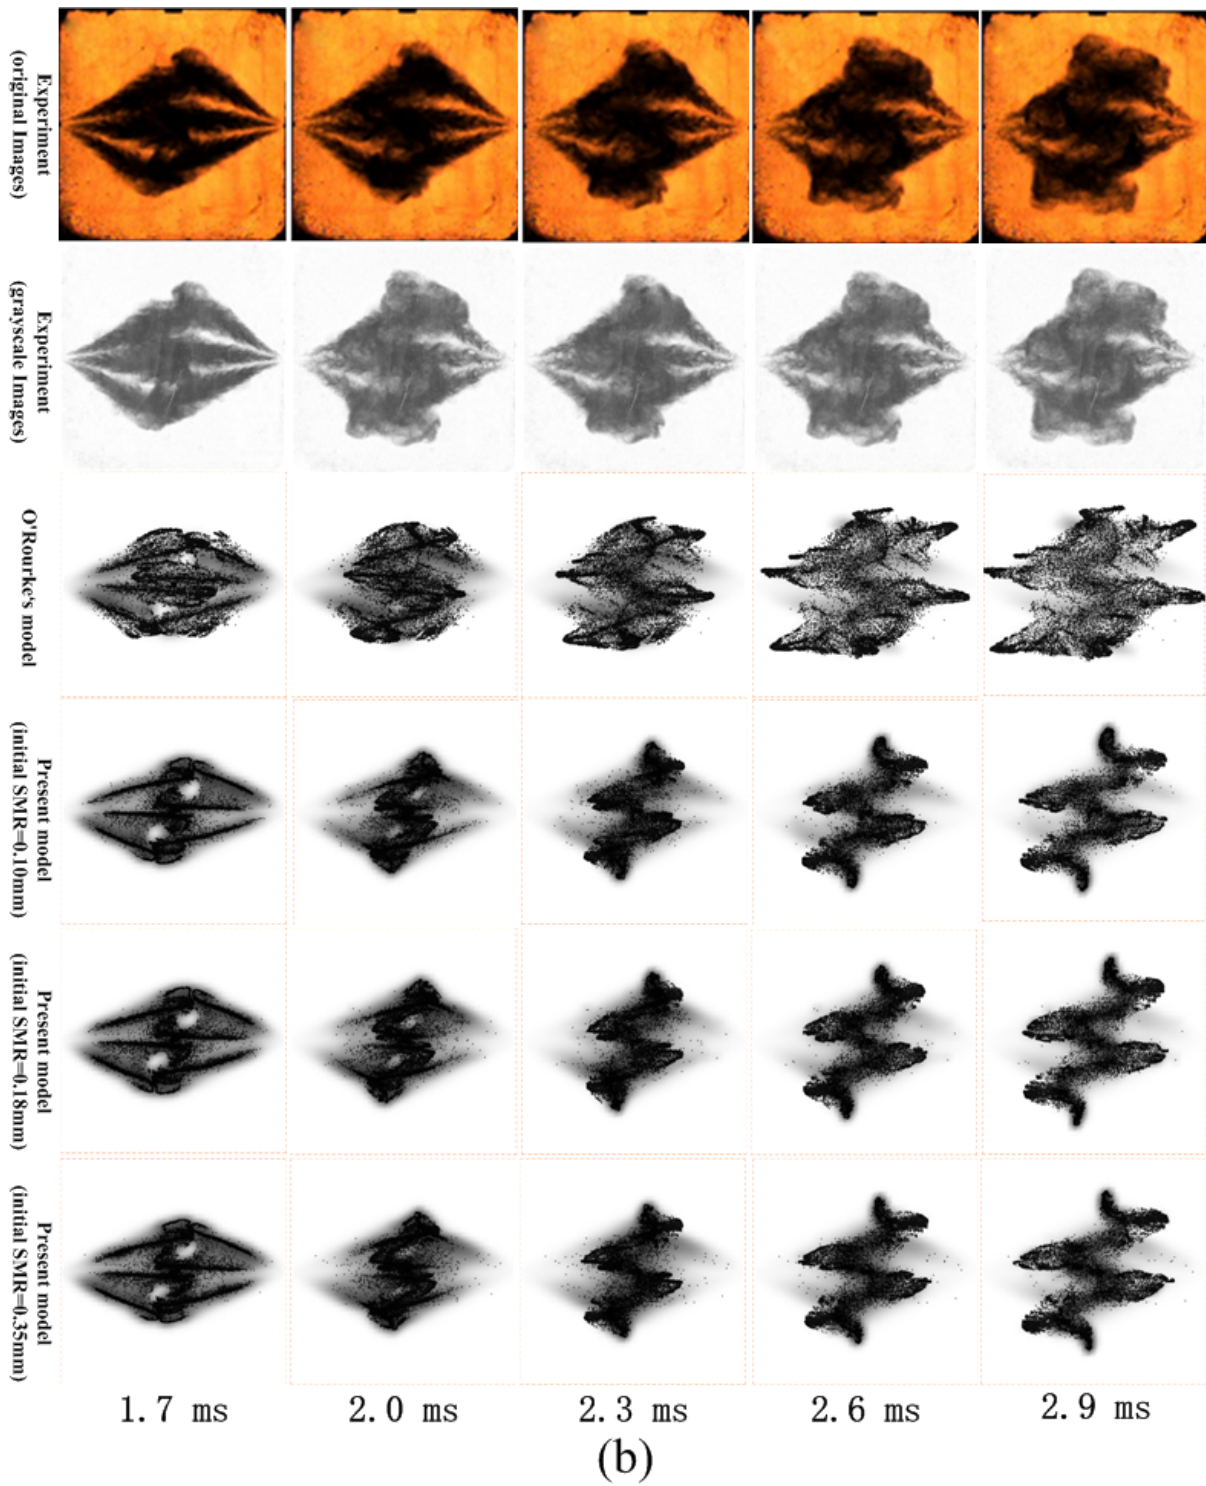 Experiment
(original Images)
Experiment
(grayscale Images)
O'Rourke's model
Present model
(initial SMR=0.10mm)
Present model
(initial SMR=0.18mm)
Present model
(initial SMR=0.35mm)
1.7 ms
2.0 ms
2.3 ms
2.6 ms
2.9 ms
(b)